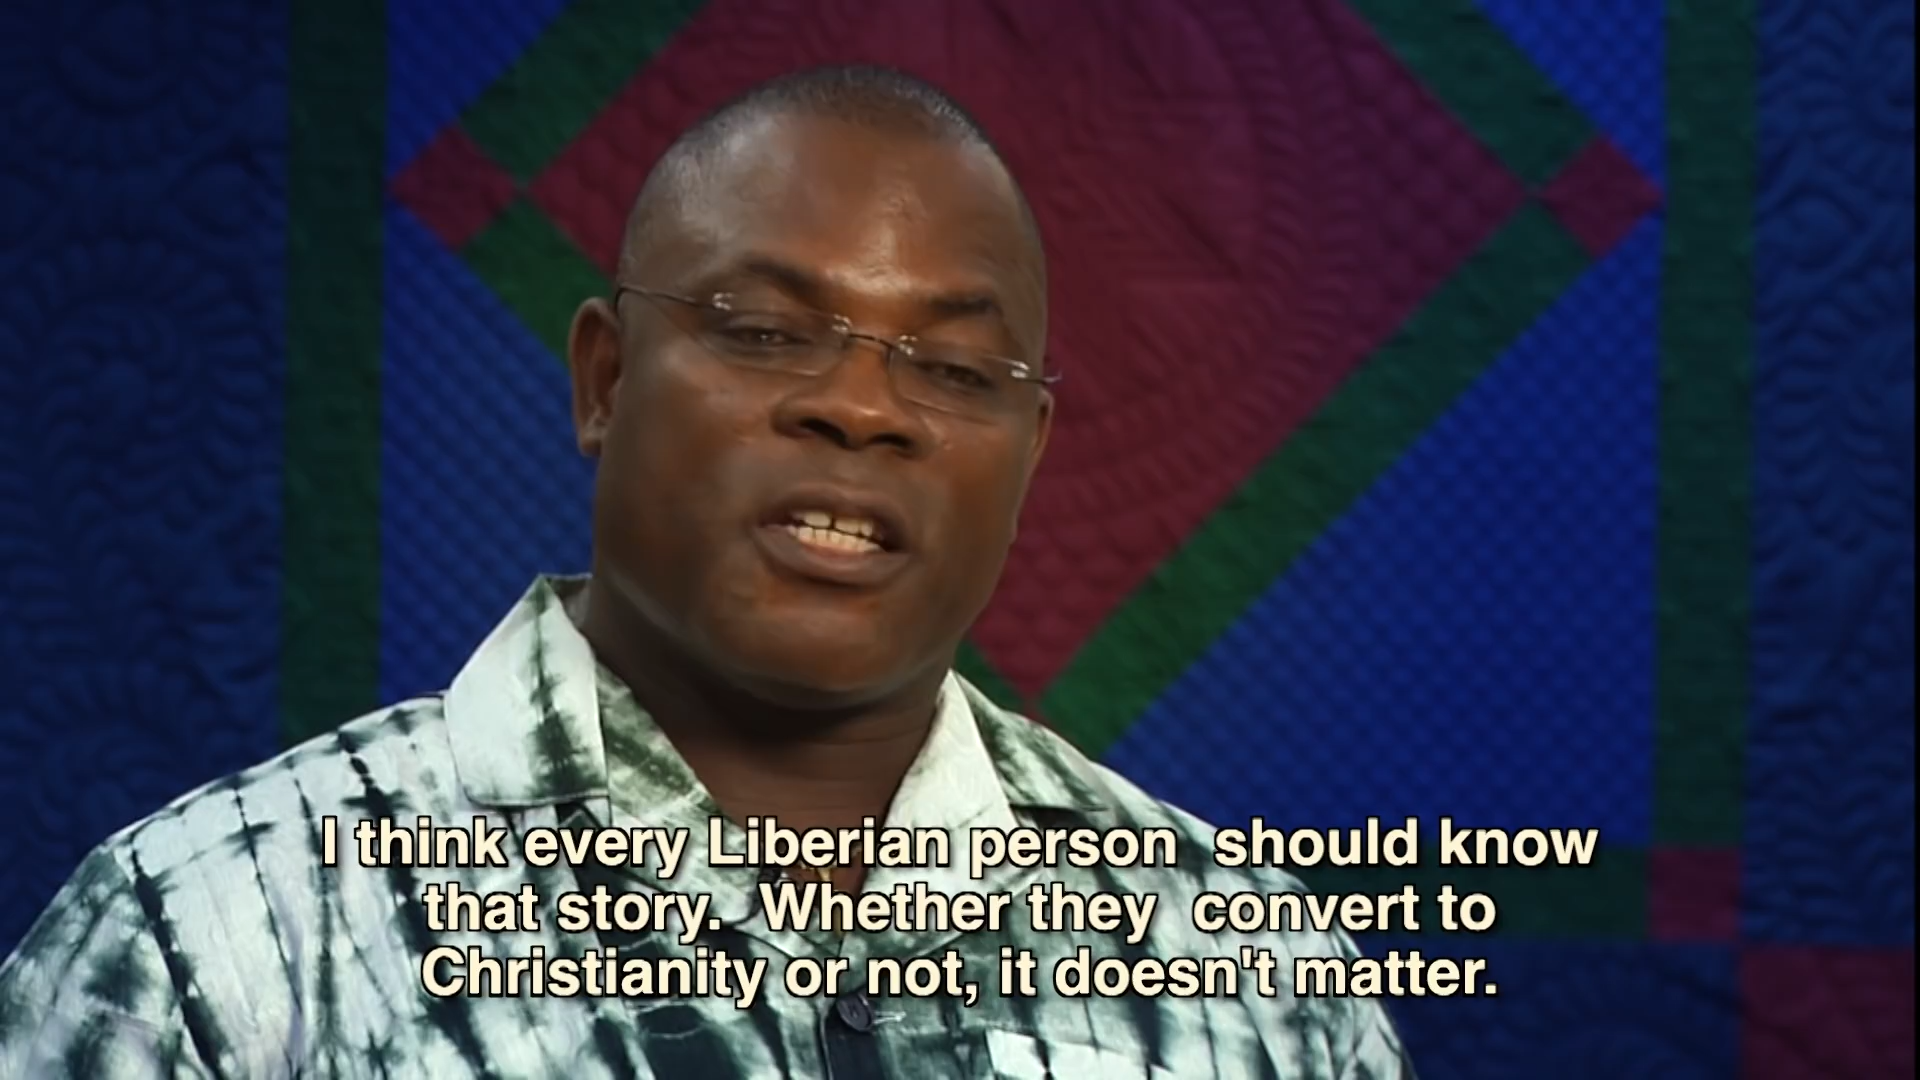 I think every Liberian person  should know
that story.  Whether they  convert to
Christianity or not, it doesn't matter.